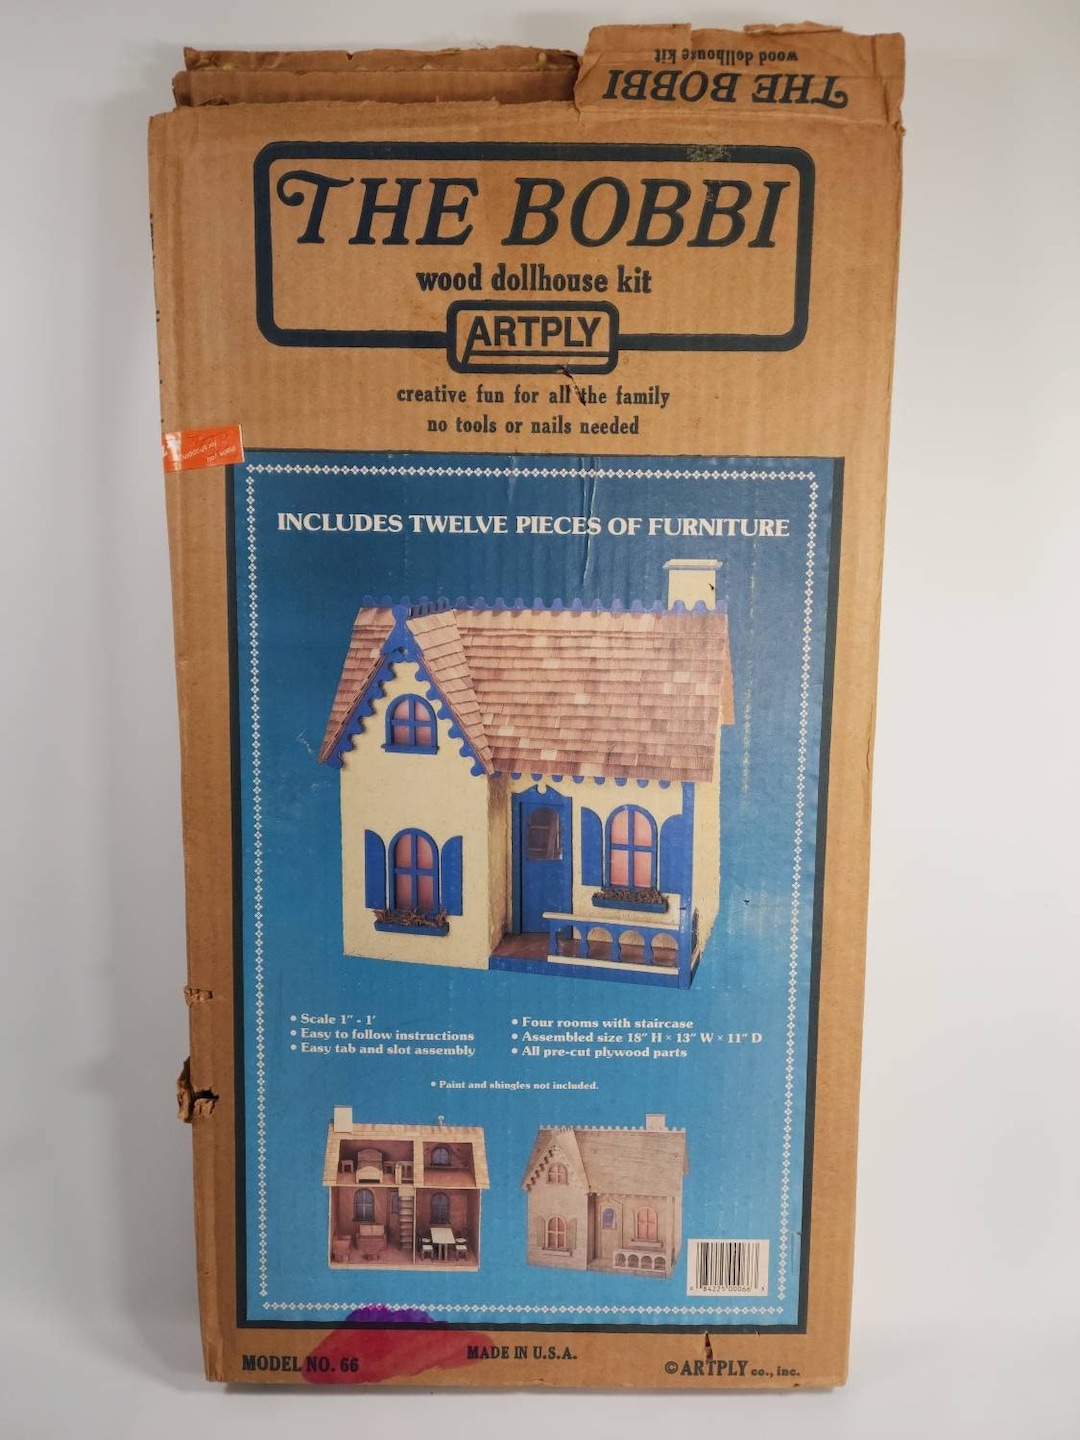 wood dollhouse kit
THE BOBBI
THE BOBBI
wood dollhouse kit
ARTPLY
creative fun for all the family
no tools or nails needed
INCLUDES TWELVE PIECES OF FURNITURE
• Scale 1" - 1'
• Easy to follow instructions
• Easy tab and slot assembly
• Four rooms with staircase
• Assembled size 18" H × 13" W × 11" D
• All pre-cut plywood parts
• Paint and shingles not included.
84225 00066
MODEL NO. 66
MADE IN U.S.A.
© ARTPLY co., inc.